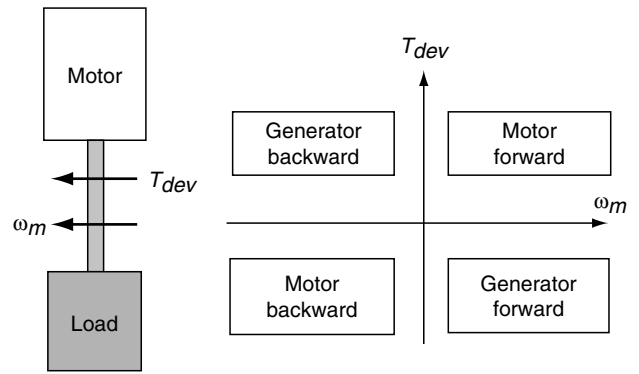 Motor
T_dev
ω_m
Load
T_dev
Generator
backward
Motor
forward
ω_m
Motor
backward
Generator
forward